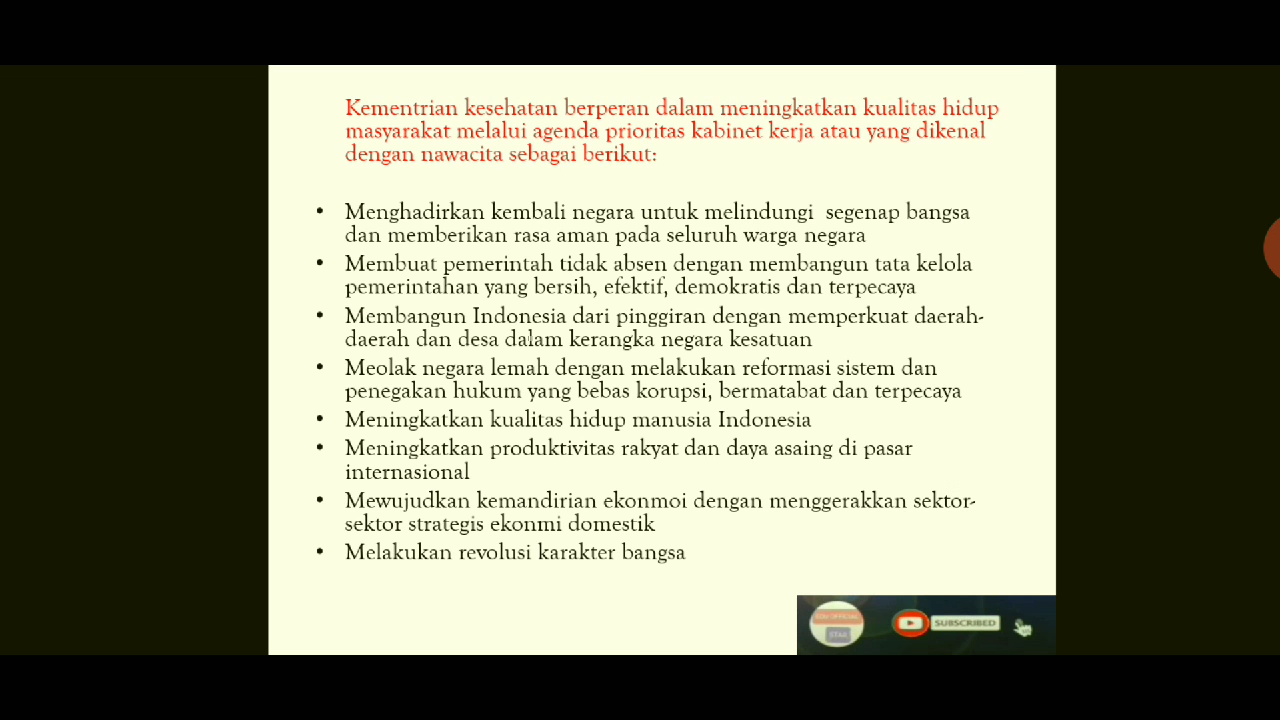 Kementrian kesehatan berperan dalam meningkatkan kualitas hidup
masyarakat melalui agenda prioritas kabinet kerja atau yang dikenal
dengan nawacita sebagai berikut:
• Menghadirkan kembali negara untuk melindungi segenap bangsa
dan memberikan rasa aman pada seluruh warga negara
• Membuat pemerintah tidak absen dengan membangun tata kelola
pemerintahan yang bersih, efektif, demokratis dan terpecaya
• Membangun Indonesia dari pinggiran dengan memperkuat daerah-
daerah dan desa dalam kerangka negara kesatuan
• Meolak negara lemah dengan melakukan reformasi sistem dan
penegakan hukum yang bebas korupsi, bermatabat dan terpecaya
• Meningkatkan kualitas hidup manusia Indonesia
• Meningkatkan produktivitas rakyat dan daya asaing di pasar
internasional
• Mewujudkan kemandirian ekonmoi dengan menggerakkan sektor-
sektor strategis ekonmi domestik
• Melakukan revolusi karakter bangsa
SUBSCRIBED